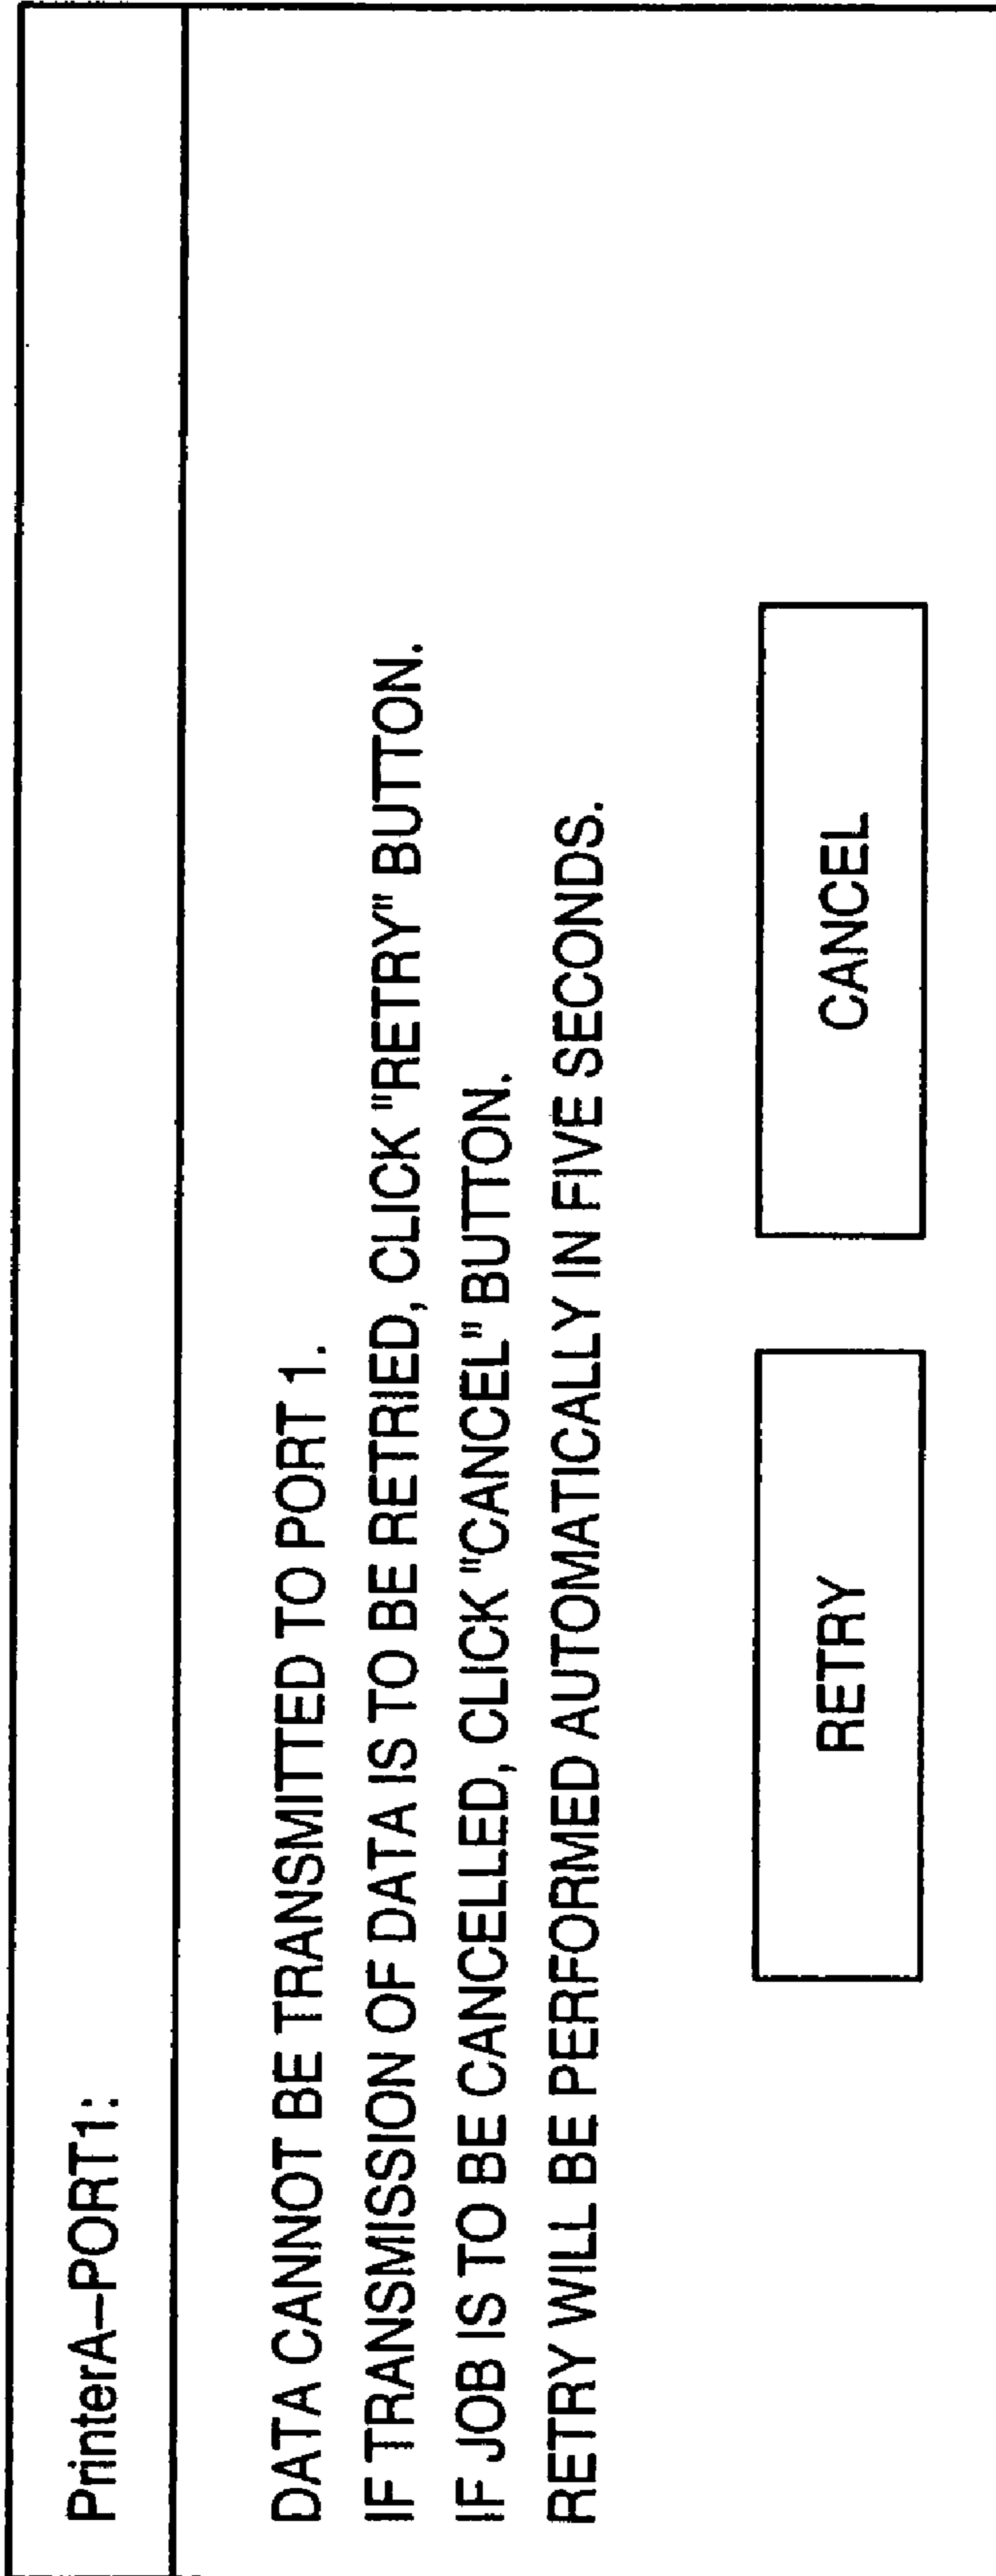 PrinterA–PORT1:
DATA CANNOT BE TRANSMITTED TO PORT 1.
IF TRANSMISSION OF DATA IS TO BE RETRIED, CLICK "RETRY" BUTTON.
IF JOB IS TO BE CANCELLED, CLICK "CANCEL" BUTTON.
RETRY WILL BE PERFORMED AUTOMATICALLY IN FIVE SECONDS.
RETRY
CANCEL